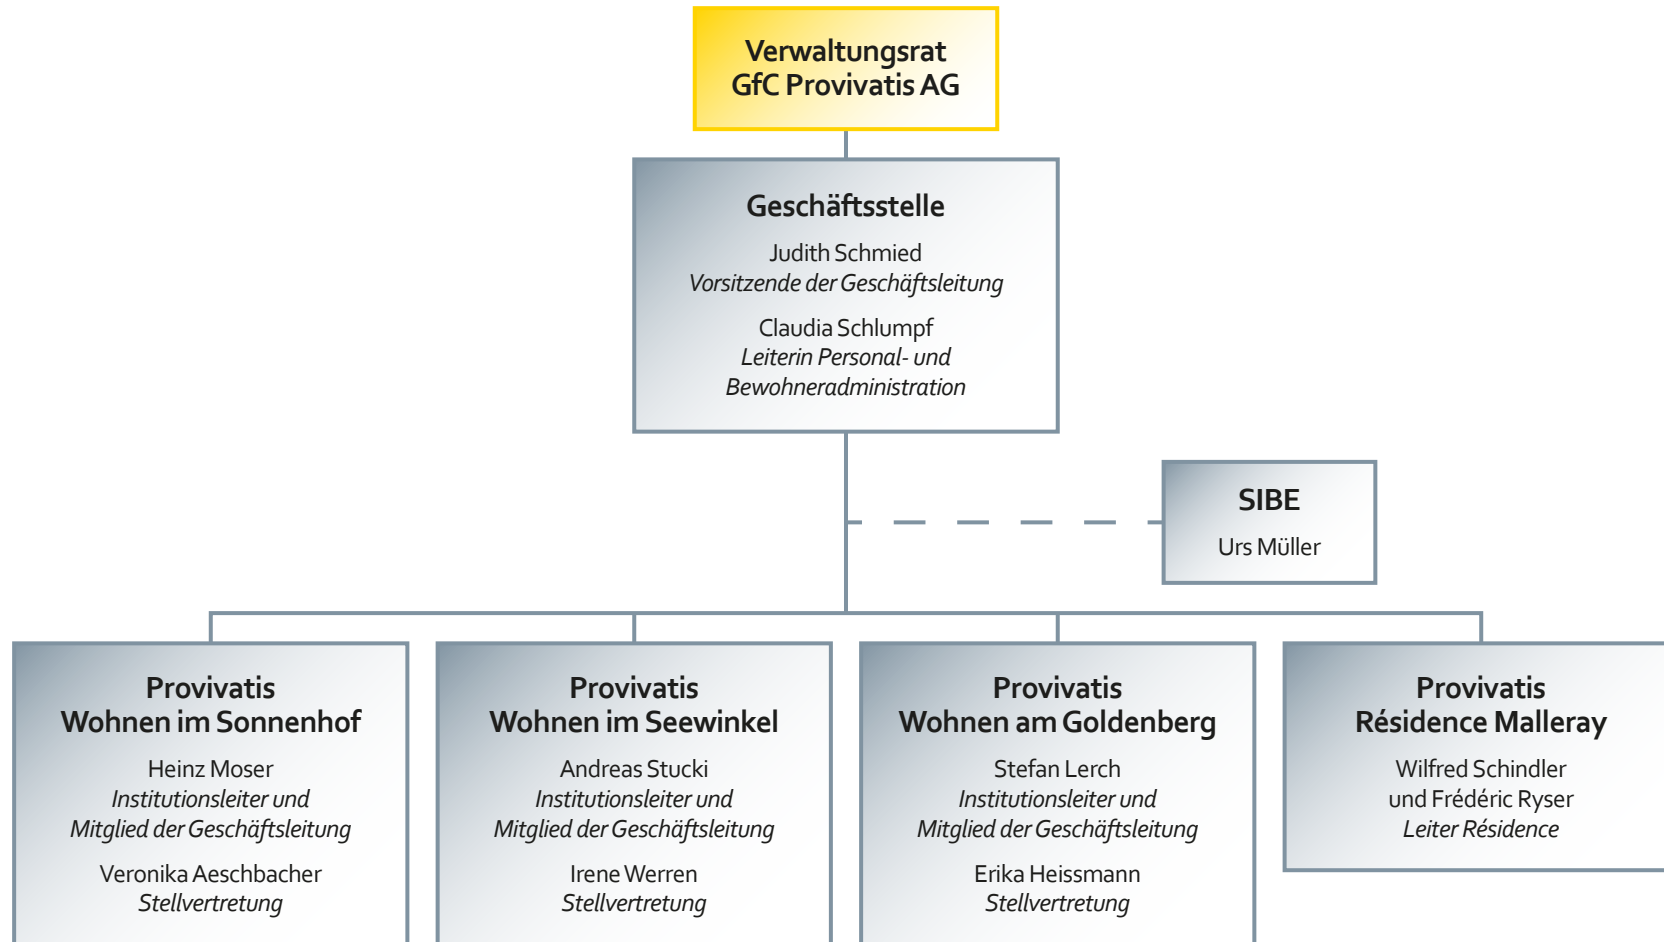 Verwaltungsrat
GfC Provivatis AG
Geschäftsstelle
Judith Schmied
Vorsitzende der Geschäftsleitung
Claudia Schlumpf
Leiterin Personal- und
Bewohneradministration
SIBE
Urs Müller
Provivatis
Wohnen im Sonnenhof
Heinz Moser
Institutionsleiter und
Mitglied der Geschäftsleitung
Veronika Aeschbacher
Stellvertretung
Provivatis
Wohnen im Seewinkel
Andreas Stucki
Institutionsleiter und
Mitglied der Geschäftsleitung
Irene Werren
Stellvertretung
Provivatis
Wohnen am Goldenberg
Stefan Lerch
Institutionsleiter und
Mitglied der Geschäftsleitung
Erika Heissmann
Stellvertretung
Provivatis
Résidence Malleray
Wilfred Schindler
und Frédéric Ryser
Leiter Résidence